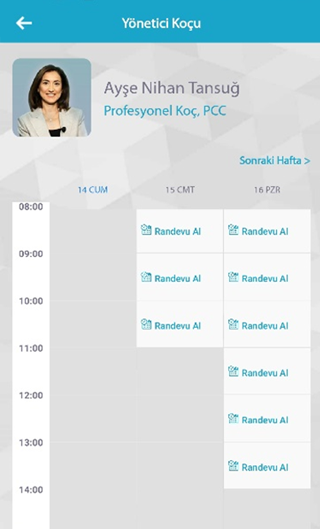 Yönetici Koçu
Ayşe Nihan Tansuğ
Profesyonel Koç, PCC
Sonraki Hafta >
14 CUM 15 CMT 16 PZR
08:00
Randevu Al Randevu Al
09:00
Randevu Al Randevu Al
10:00
Randevu Al Randevu Al
11:00
Randevu Al
12:00
Randevu Al
13:00
Randevu Al
14:00